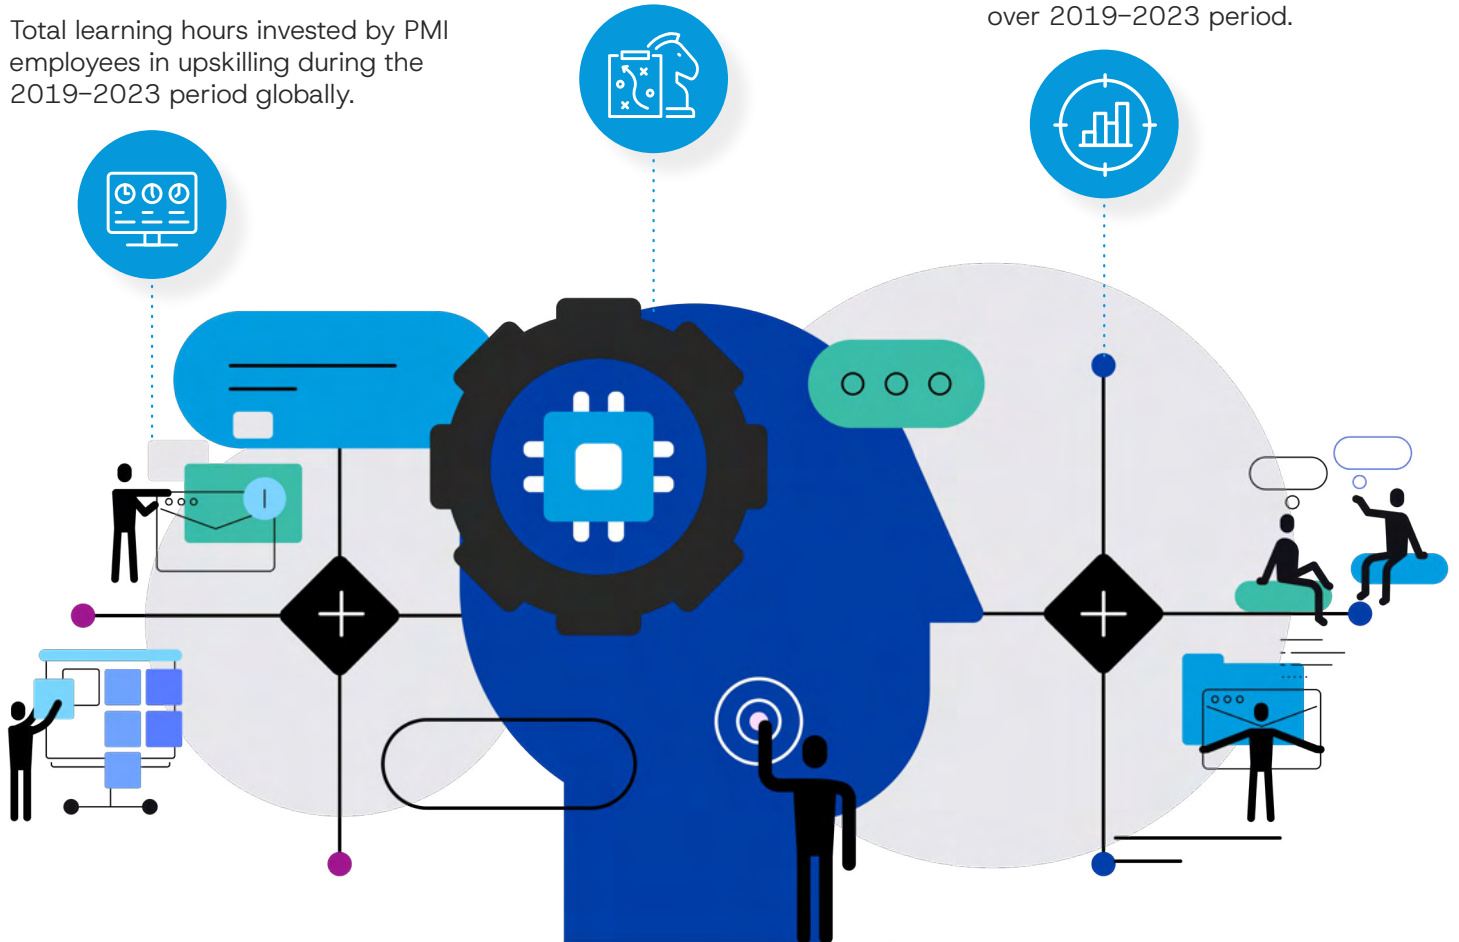 Total learning hours invested by PMI
employees in upskilling during the
2019–2023 period globally.
over 2019–2023 period.